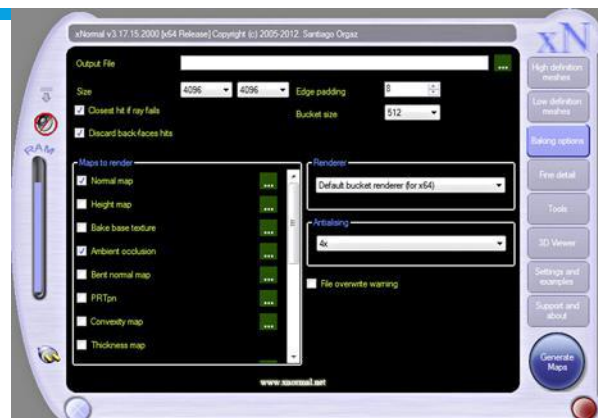 xNormal v3.17.15.2000 [x64 Release] Copyright (c) 2005-2012. Santiago Orgaz
xN
Output File
...
Size 4096 4096 Edge padding 8
Closest hit if ray fails
Bucket size 512
Discard back-faces hits
RAM
Maps to render
Normal map ...
Height map ...
Bake base texture ...
Ambient occlusion ...
Bent normal map ...
PRTpn ...
Convexity map ...
Thickness map
Renderer
Default bucket renderer (for x64)
Antialising
4x
File overwrite warning
www.xnormal.net
High definition
meshes
Low definition
meshes
Baking options
Fine detail
Tools
3D Viewer
Settings and
examples
Support and
about
Generate
Maps